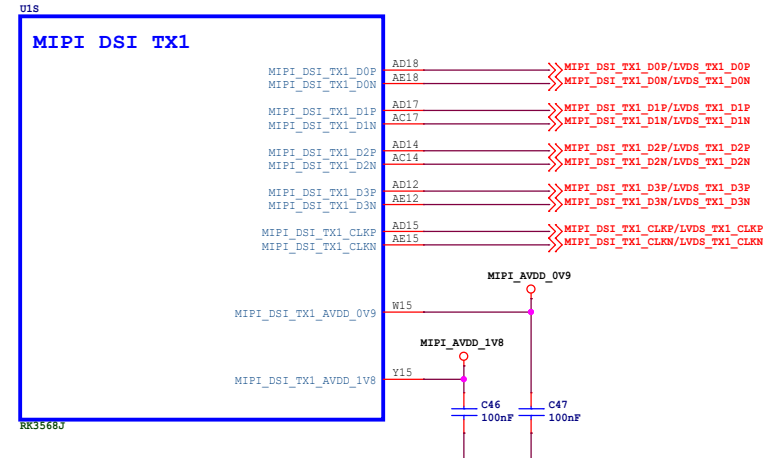 U1S
MIPI DSI TX1
MIPI_DSI_TX1_D0P AD18 MIPI_DSI_TX1_D0P/LVDS_TX1_D0P
MIPI_DSI_TX1_D0N AE18 MIPI_DSI_TX1_D0N/LVDS_TX1_D0N
MIPI_DSI_TX1_D1P AD17 MIPI_DSI_TX1_D1P/LVDS_TX1_D1P
MIPI_DSI_TX1_D1N AC17 MIPI_DSI_TX1_D1N/LVDS_TX1_D1N
MIPI_DSI_TX1_D2P AD14 MIPI_DSI_TX1_D2P/LVDS_TX1_D2P
MIPI_DSI_TX1_D2N AC14 MIPI_DSI_TX1_D2N/LVDS_TX1_D2N
MIPI_DSI_TX1_D3P AD12 MIPI_DSI_TX1_D3P/LVDS_TX1_D3P
MIPI_DSI_TX1_D3N AE12 MIPI_DSI_TX1_D3N/LVDS_TX1_D3N
MIPI_DSI_TX1_CLKP AD15 MIPI_DSI_TX1_CLKP/LVDS_TX1_CLKP
MIPI_DSI_TX1_CLKN AE15 MIPI_DSI_TX1_CLKN/LVDS_TX1_CLKN
MIPI_AVDD_0V9
MIPI_DSI_TX1_AVDD_0V9 W15
MIPI_AVDD_1V8
MIPI_DSI_TX1_AVDD_1V8 Y15
C46 C47
100nF 100nF
RK3568J